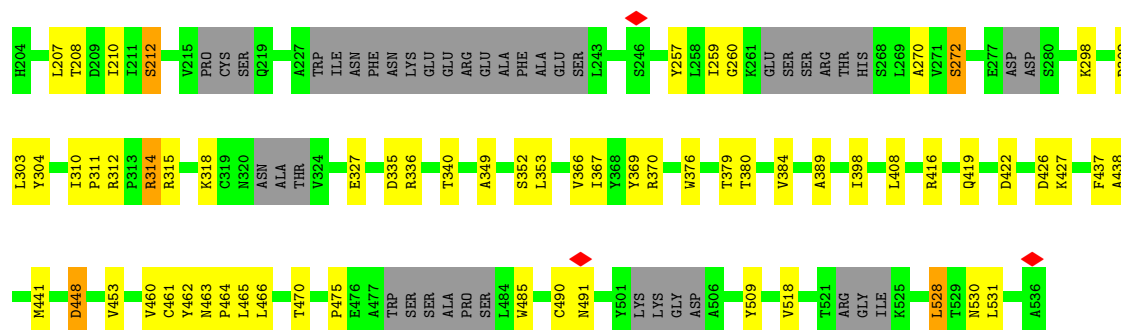 H204 L207 T208 D209 I210 I211 S212 V215 PRO CYS SER Q219 A227 TRP ILE ASN PHE ASN LYS GLU GLU ARG GLU ALA PHE ALA GLU SER L243 S246 Y257 L258 I259 G260 K261 GLU SER SER ARG THR HIS S268 L269 A270 V271 S272 E277 ASP ASP S280 K298
L303 Y304 I310 P311 R312 P313 R314 R315 K318 C319 N320 ASN ALA THR V324 E327 D335 R336 T340 A349 S352 L353 V366 I367 Y368 Y369 R370 W376 T379 T380 V384 A389 I398 L408 R416 Q419 D422 D426 K427 F437 A438
M441 D448 V453 V460 C461 Y462 N463 P464 L465 L466 T470 P475 E476 A477 TRP SER SER ALA PRO SER L484 W485 C490 N491 Y501 LYS LYS GLY ASP A506 Y509 V518 T521 ARG GLY ILE K525 L528 T529 N530 L531 A536